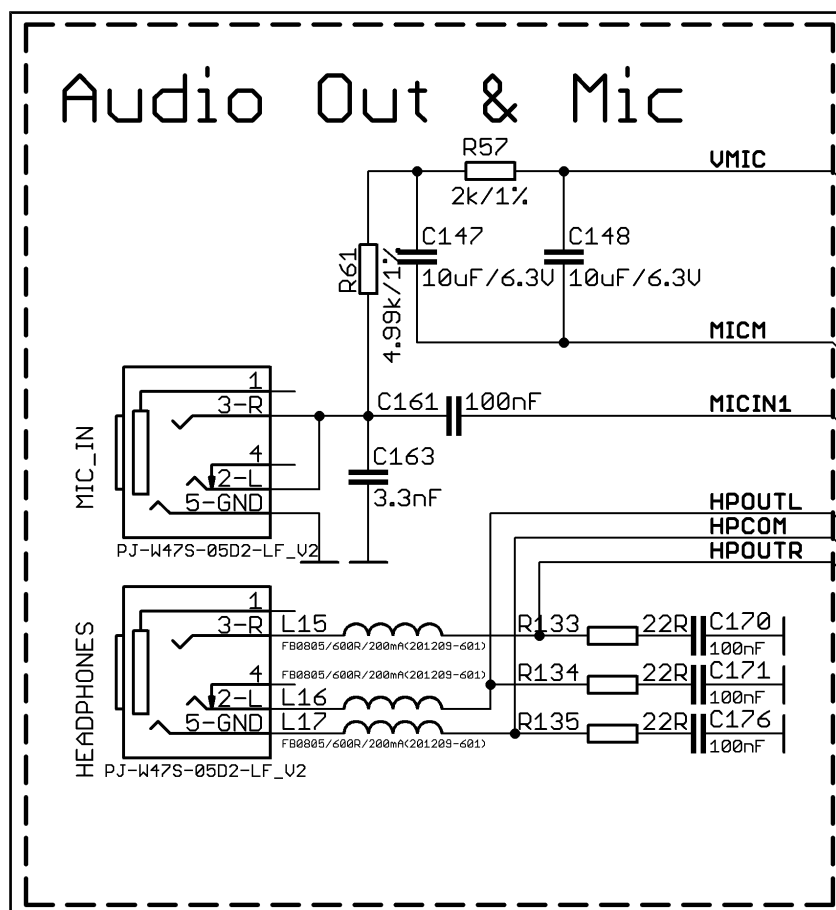 Audio Out & Mic
R57
VMIC
2k/1%
R61
4.99k/1%
C147
10uF/6.3V
C148
10uF/6.3V
MICM
MIC_IN
1
3-R
4
2-L
5-GND
PJ-W47S-05D2-LF_V2
C161
100nF
MICIN1
C163
3.3nF
HPOUTL
HPCOM
HPOUTR
HEADPHONES
1
3-R
4
2-L
5-GND
PJ-W47S-05D2-LF_V2
L15
FB0805/600R/200mA(201209-601)
FB0805/600R/200mA(201209-601)
L16
L17
FB0805/600R/200mA(201209-601)
R133
22R
C170
100nF
R134
22R
C171
100nF
R135
22R
C176
100nF